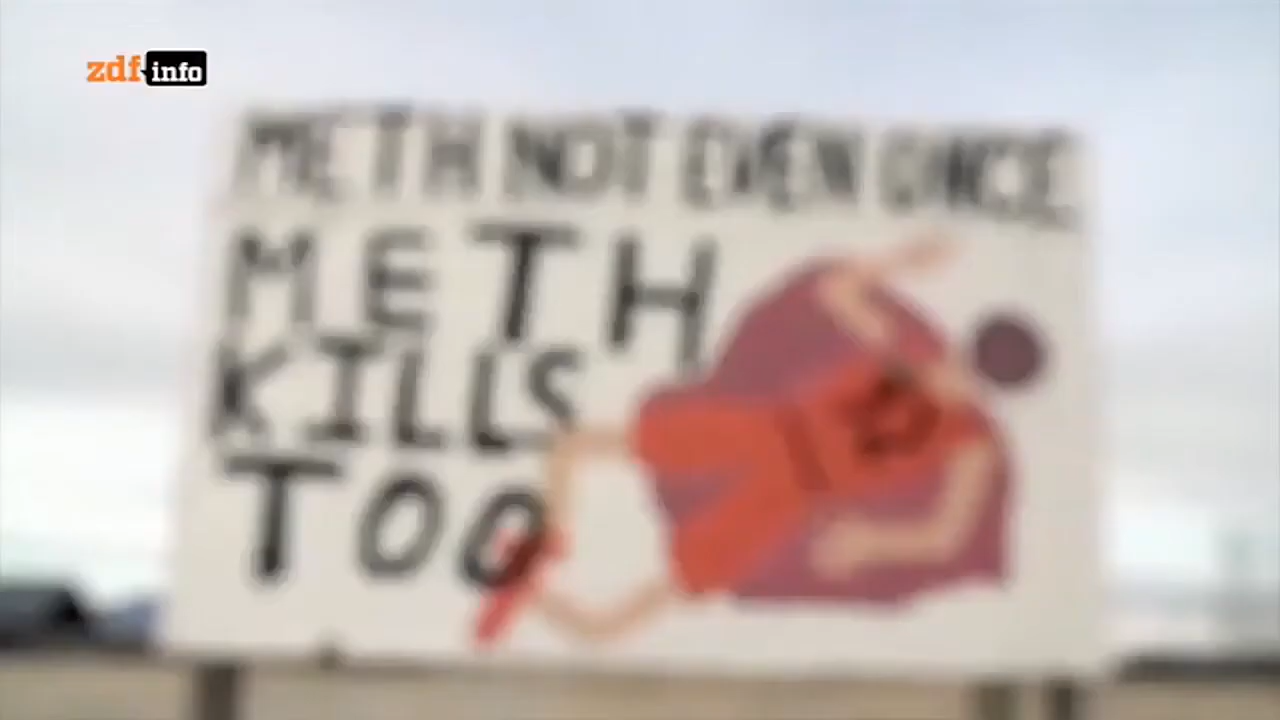 zdf info
METH NOT EVEN ONCE
METH
KILLS
TOO